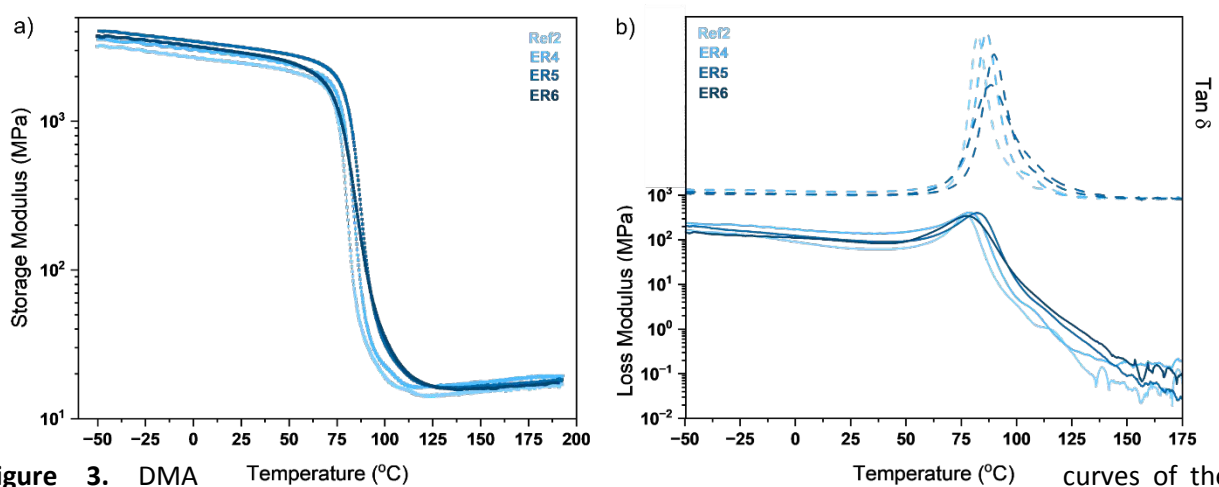 a)
Ref2
ER4
ER5
ER6
10³
10²
10¹
Storage Modulus (MPa)
−50 −25 0 25 50 75 100 125 150 175 200
Temperature (°C)
b)
Ref2
ER4
ER5
ER6
Tan δ
10³
10²
10¹
10⁰
10⁻¹
10⁻²
Loss Modulus (MPa)
−50 −25 0 25 50 75 100 125 150 175
Temperature (°C)
igure 3. DMA curves of the